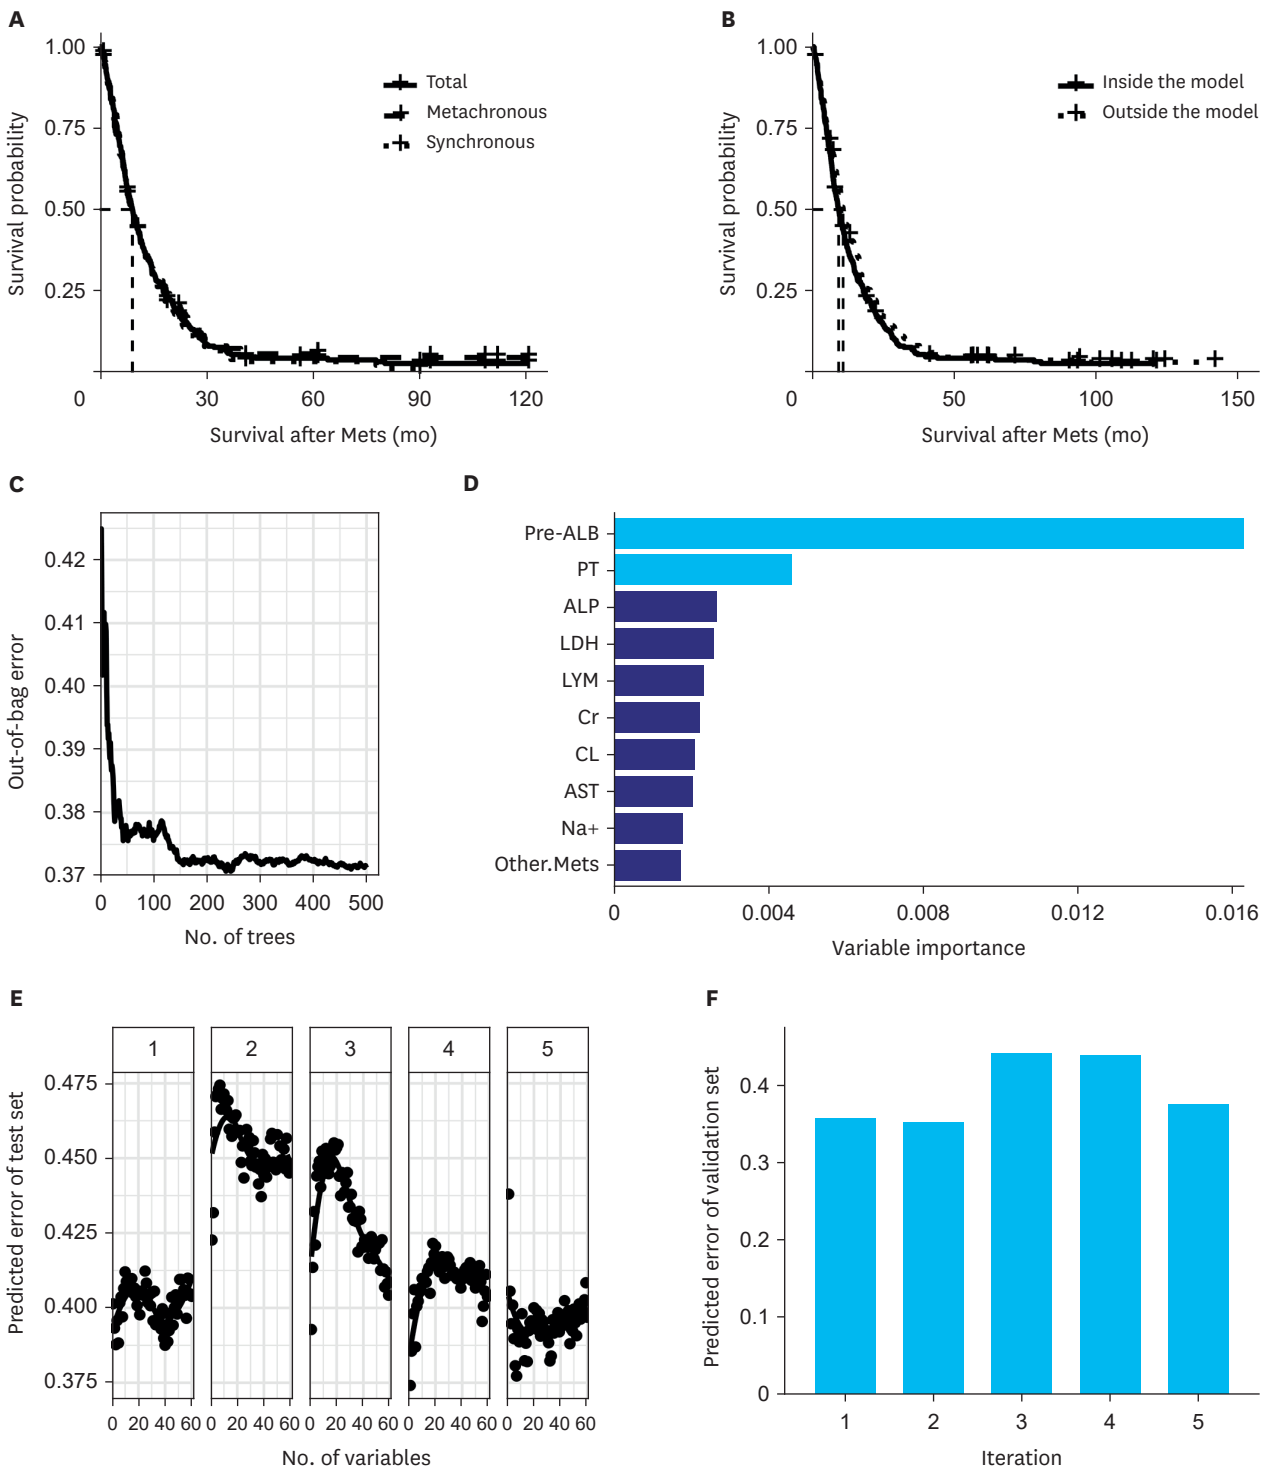 A
1.00
0.75
0.50
0.25
Survival probability
Total
Metachronous
Synchronous
0 30 60 90 120
Survival after Mets (mo)
B
1.00
0.75
0.50
0.25
Survival probability
Inside the model
Outside the model
0 50 100 150
Survival after Mets (mo)
C
0.42
0.41
0.40
0.39
0.38
0.37
Out-of-bag error
0 100 200 300 400 500
No. of trees
D
Pre-ALB
PT
ALP
LDH
LYM
Cr
CL
AST
Na+
Other.Mets
0 0.004 0.008 0.012 0.016
Variable importance
E
1 2 3 4 5
0.475
0.450
0.425
0.400
0.375
Predicted error of test set
0 20 40 60 0 20 40 60 0 20 40 60 0 20 40 60 0 20 40 60
No. of variables
F
0.4
0.3
0.2
0.1
0
Predicted error of validation set
1 2 3 4 5
Iteration